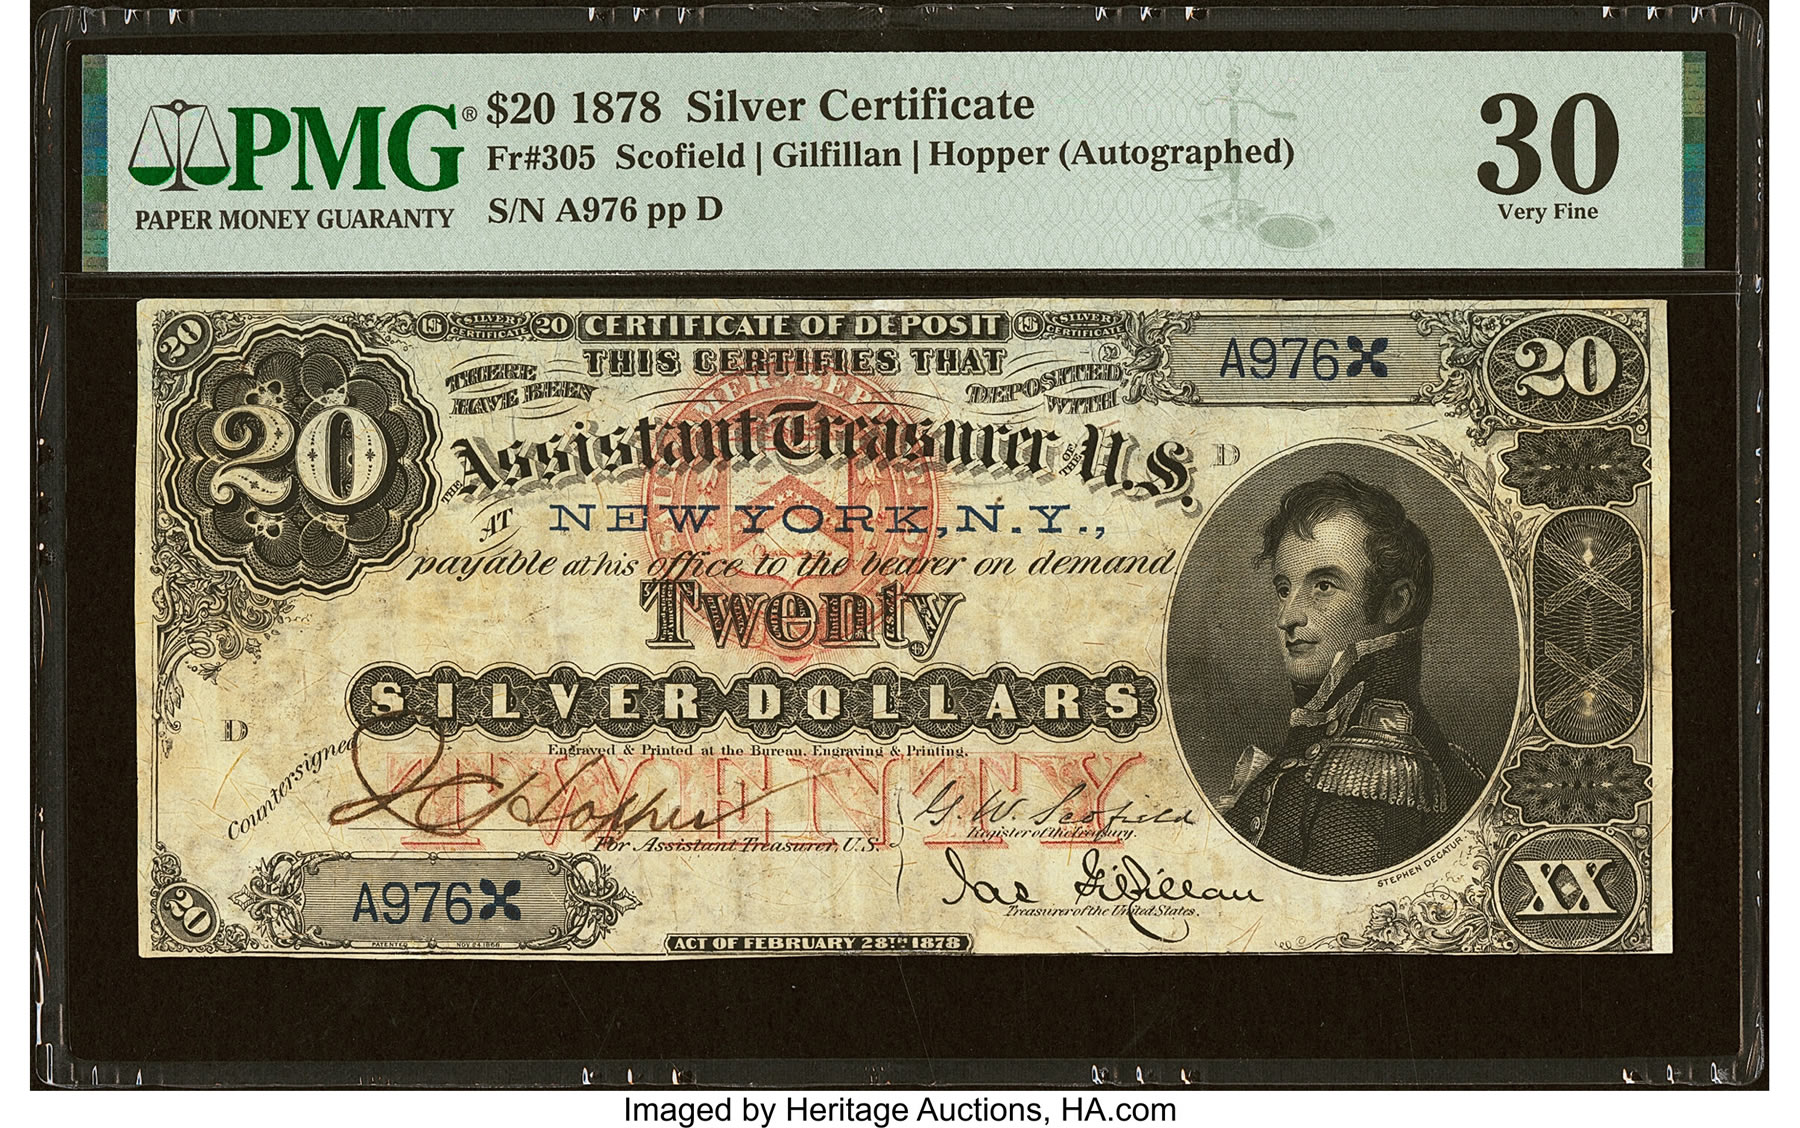 PMG®
PAPER MONEY GUARANTY
$20 1878 Silver Certificate
Fr#305 Scofield | Gilfillan | Hopper (Autographed)
S/N A976 pp D
30
Very Fine
20
SILVER CERTIFICATE
20
CERTIFICATE OF DEPOSIT
SILVER CERTIFICATE
THIS CERTIFIES THAT
THERE HAVE BEEN
DEPOSITED WITH
A976
20
20
THE Assistant Treasurer OF THE U.S.
D
AT NEW YORK, N.Y.,
payable at his office to the bearer on demand
Twenty
SILVER DOLLARS
D
Engraved & Printed at the Bureau, Engraving & Printing.
TWENTY
Countersigned
J C Hopper
For Assistant Treasurer, U.S.
G. W. Scofield
Register of the Treasury.
Jas Gilfillan
Treasurer of the United States.
STEPHEN DECATUR.
20
A976
PATENTED
ACT OF FEBRUARY 28TH 1878
XX
Imaged by Heritage Auctions, HA.com